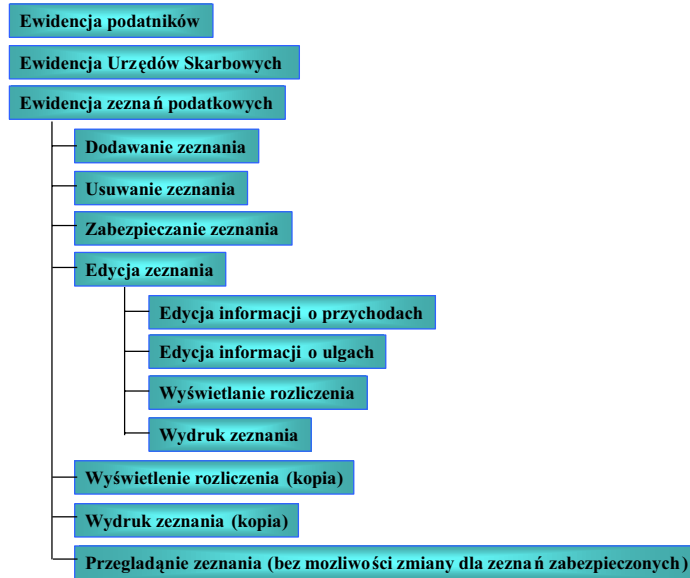 Ewidencja podatników
Ewidencja Urzędów Skarbowych
Ewidencja zeznań podatkowych
Dodawanie zeznania
Usuwanie zeznania
Zabezpieczanie zeznania
Edycja zeznania
Edycja informacji o przychodach
Edycja informacji o ulgach
Wyświetlanie rozliczenia
Wydruk zeznania
Wyświetlenie rozliczenia (kopia)
Wydruk zeznania (kopia)
Przegladąnie zeznania (bez mozliwości zmiany dla zeznań zabezpieczonych)